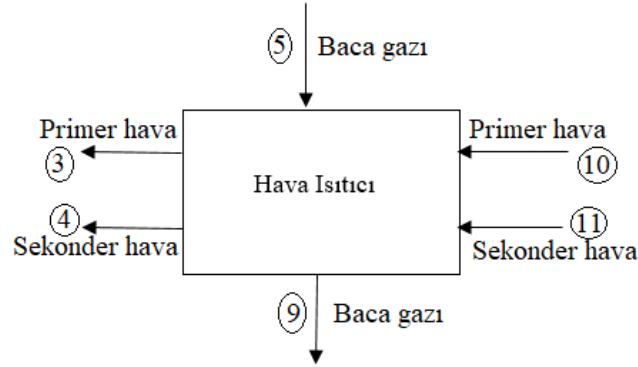 5 Baca gazı
Primer hava
3
Primer hava
10
Hava Isıtıcı
4
Sekonder hava
11
Sekonder hava
9 Baca gazı